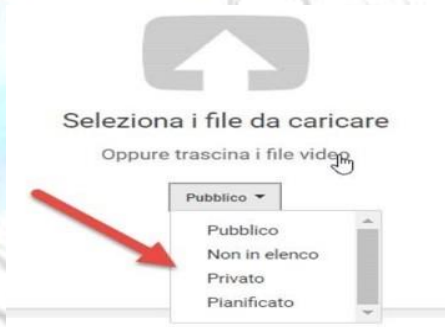 Seleziona i file da caricare
Oppure trascina i file video
Pubblico
Pubblico
Non in elenco
Privato
Pianificato